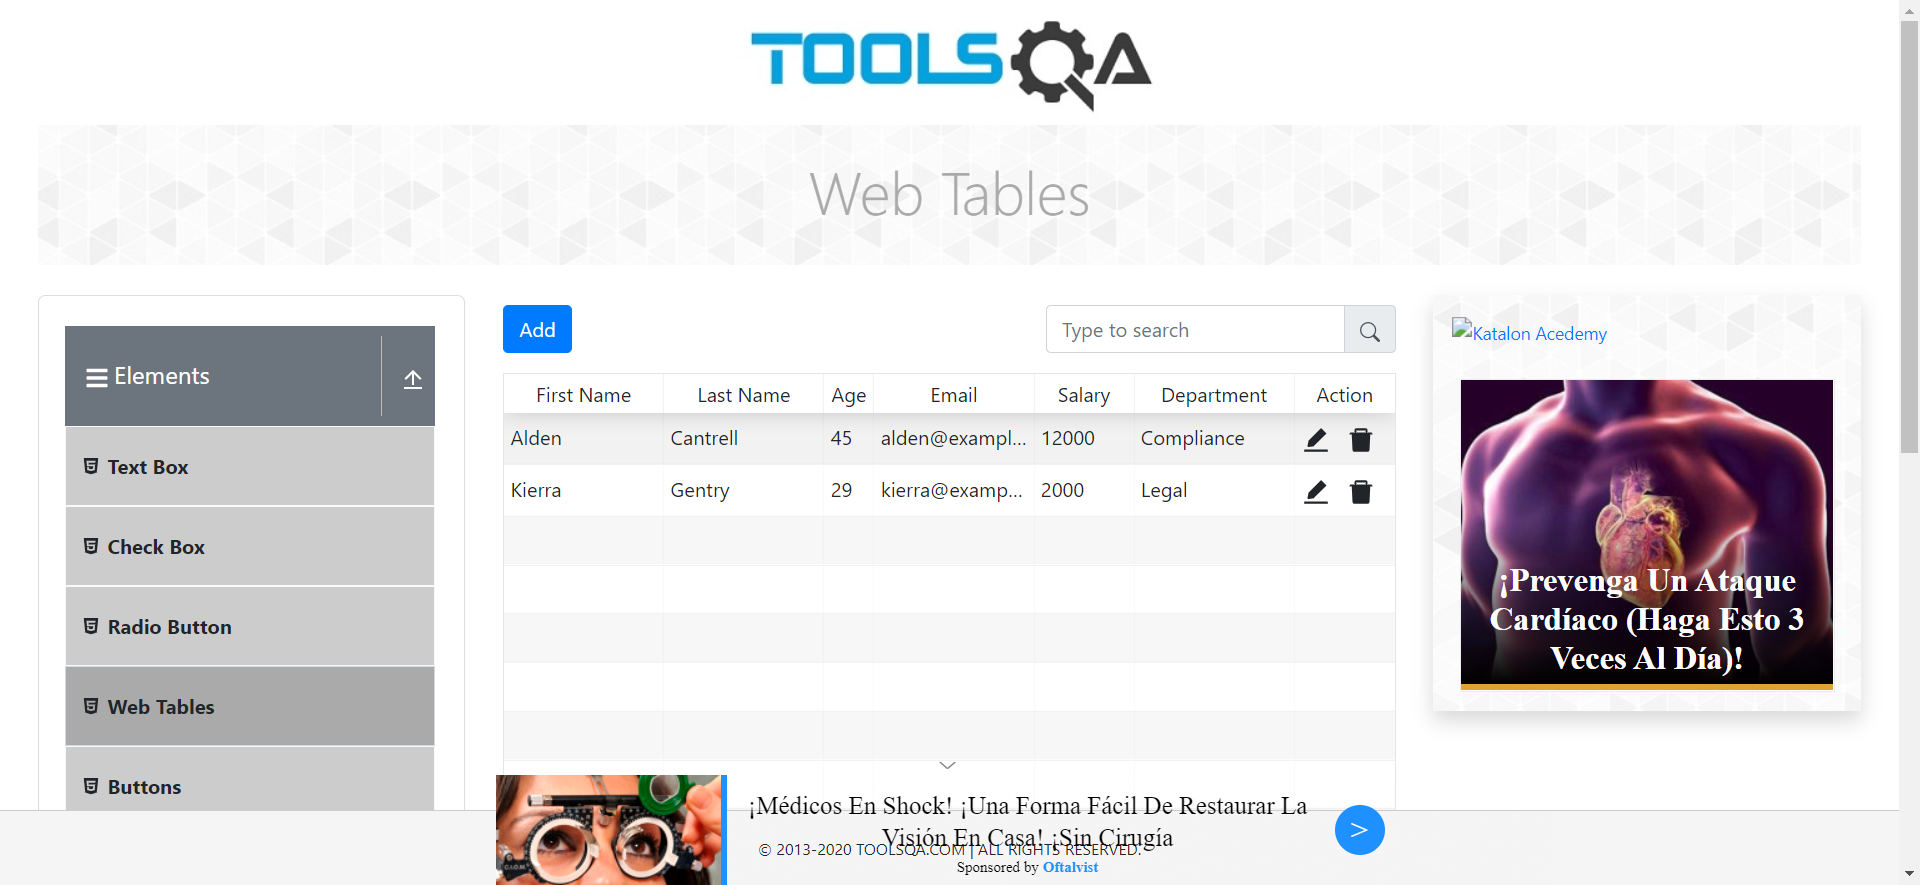 TOOLSQA
Web Tables
Elements
Text Box
Check Box
Radio Button
Web Tables
Buttons
Add
Type to search
First Name Last Name Age Email Salary Department Action
Alden Cantrell 45 alden@exampl... 12000 Compliance
Kierra Gentry 29 kierra@examp... 2000 Legal
Katalon Acedemy
¡Prevenga Un Ataque
Cardíaco (Haga Esto 3
Veces Al Día)!
¡Médicos En Shock! ¡Una Forma Fácil De Restaurar La
Visión En Casa! ¡Sin Cirugía
© 2013-2020 TOOLSQA.COM | ALL RIGHTS RESERVED.
Sponsored by Oftalvist
>